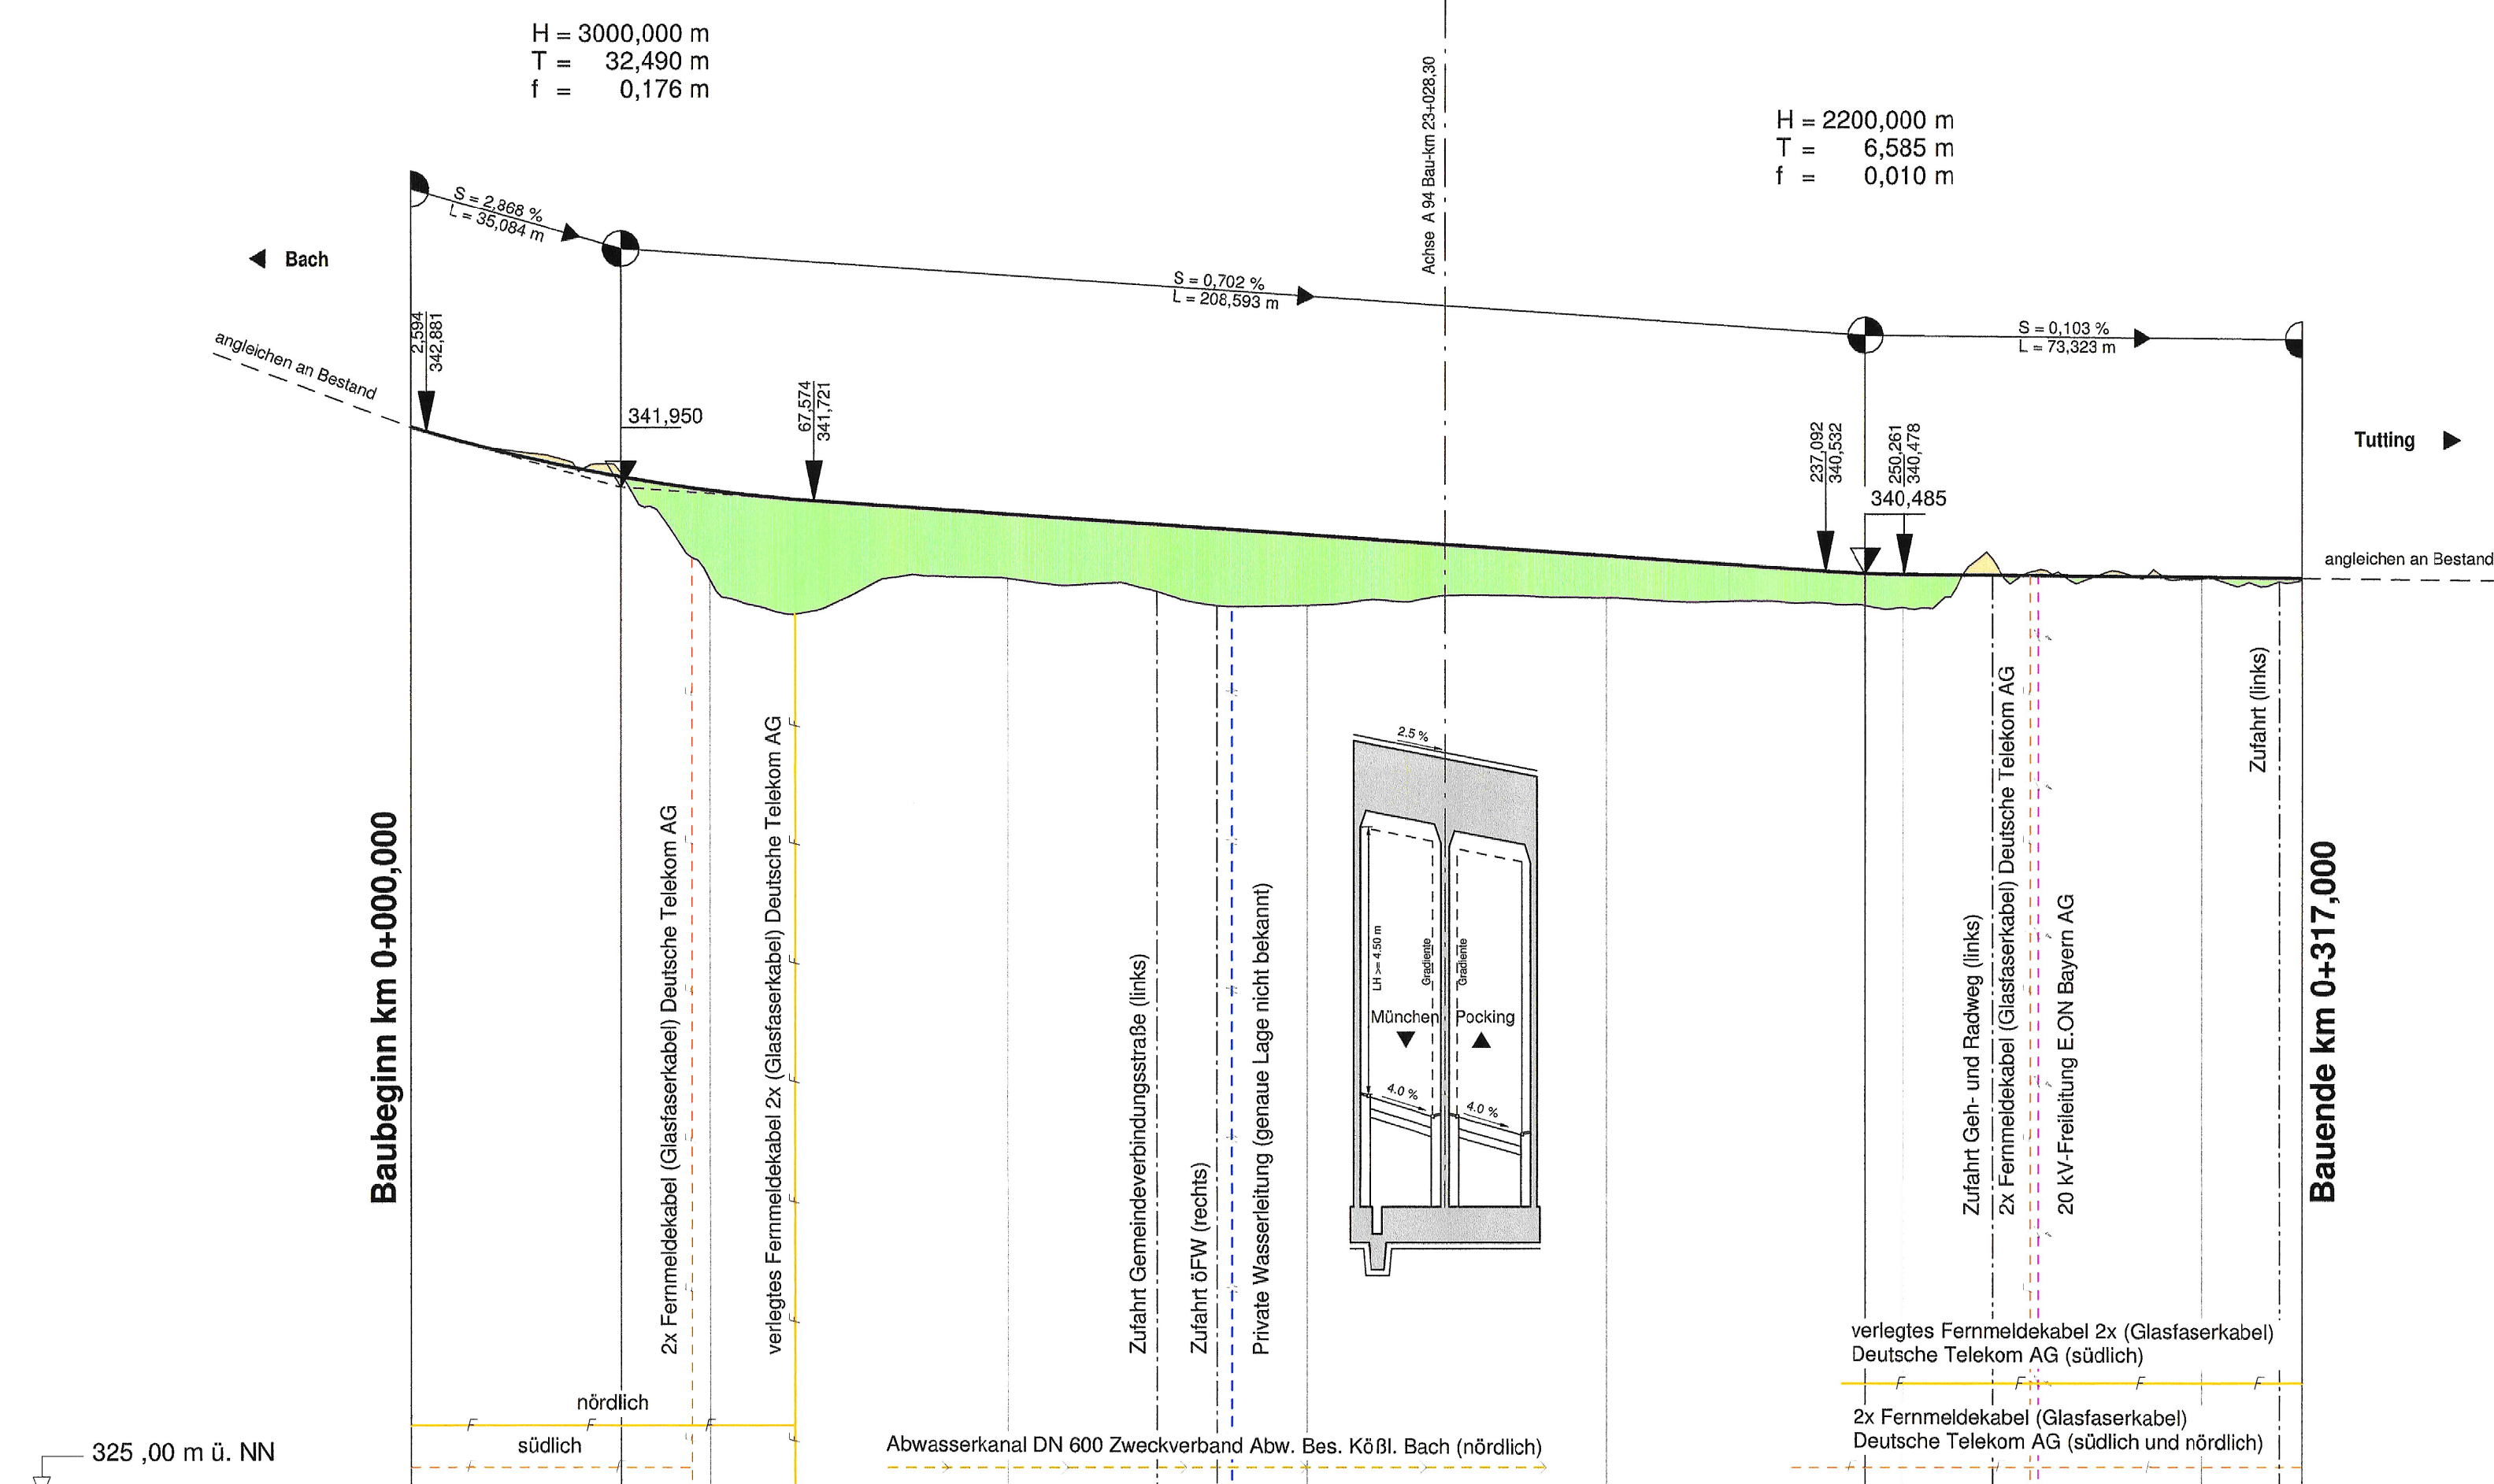 H = 3000,000 m
T = 32,490 m
f = 0,176 m
Achse A 94 Bau-km 23+028,30
H = 2200,000 m
T = 6,585 m
f = 0,010 m
S = 2,868 %
L = 35,084 m
Bach
S = 0,702 %
L = 208,593 m
S = 0,103 %
L = 73,323 m
angleichen an Bestand
2,594
342,881
341,950
67,574
341,721
237,092
340,532
250,261
340,478
340,485
Tutting
angleichen an Bestand
Baubeginn km 0+000,000
2x Fernmeldekabel (Glasfaserkabel) Deutsche Telekom AG
verlegtes Fernmeldekabel 2x (Glasfaserkabel) Deutsche Telekom AG
Zufahrt Gemeindeverbindungsstraße (links)
Zufahrt öFW (rechts)
Private Wasserleitung (genaue Lage nicht bekannt)
2.5 %
LH >= 4.50 m
Gradiente
Gradiente
München
Pocking
4.0 %
4.0 %
Zufahrt Geh- und Radweg (links)
2x Fernmeldekabel (Glasfaserkabel) Deutsche Telekom AG
20 kV-Freileitung E.ON Bayern AG
Zufahrt (links)
Bauende km 0+317,000
verlegtes Fernmeldekabel 2x (Glasfaserkabel)
Deutsche Telekom AG (südlich)
F F F F
nördlich
F F F
südlich
2x Fernmeldekabel (Glasfaserkabel)
Deutsche Telekom AG (südlich und nördlich)
Abwasserkanal DN 600 Zweckverband Abw. Bes. Kößl. Bach (nördlich)
325 ,00 m ü. NN